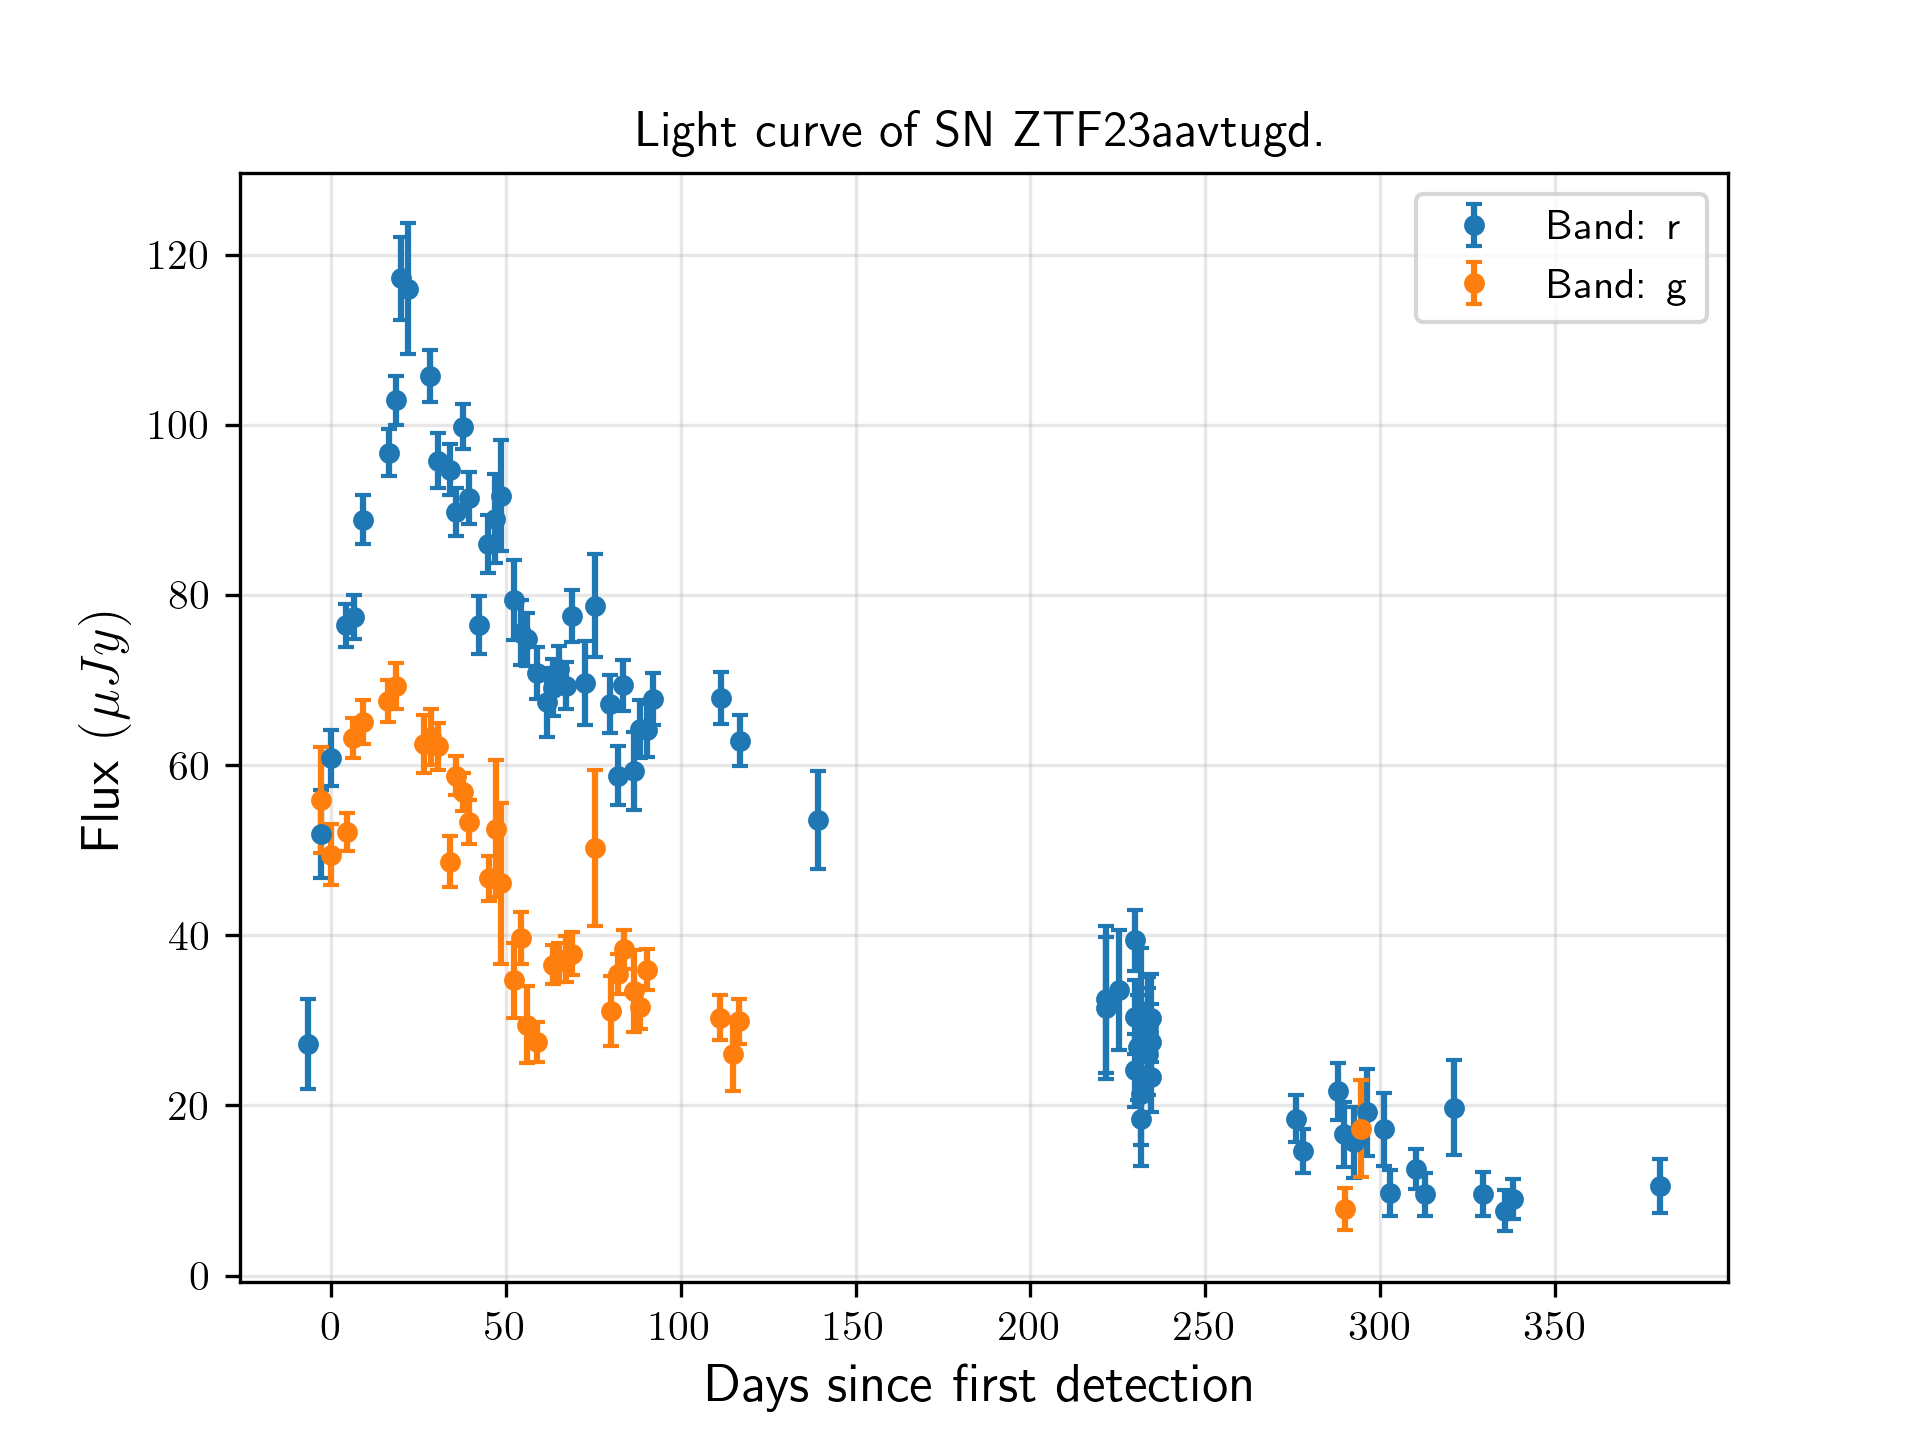 Light curve of SN ZTF23aavtugd.
Band: r
Band: g
120
100
80
60
40
20
0
Flux (μJy)
0 50 100 150 200 250 300 350
Days since first detection